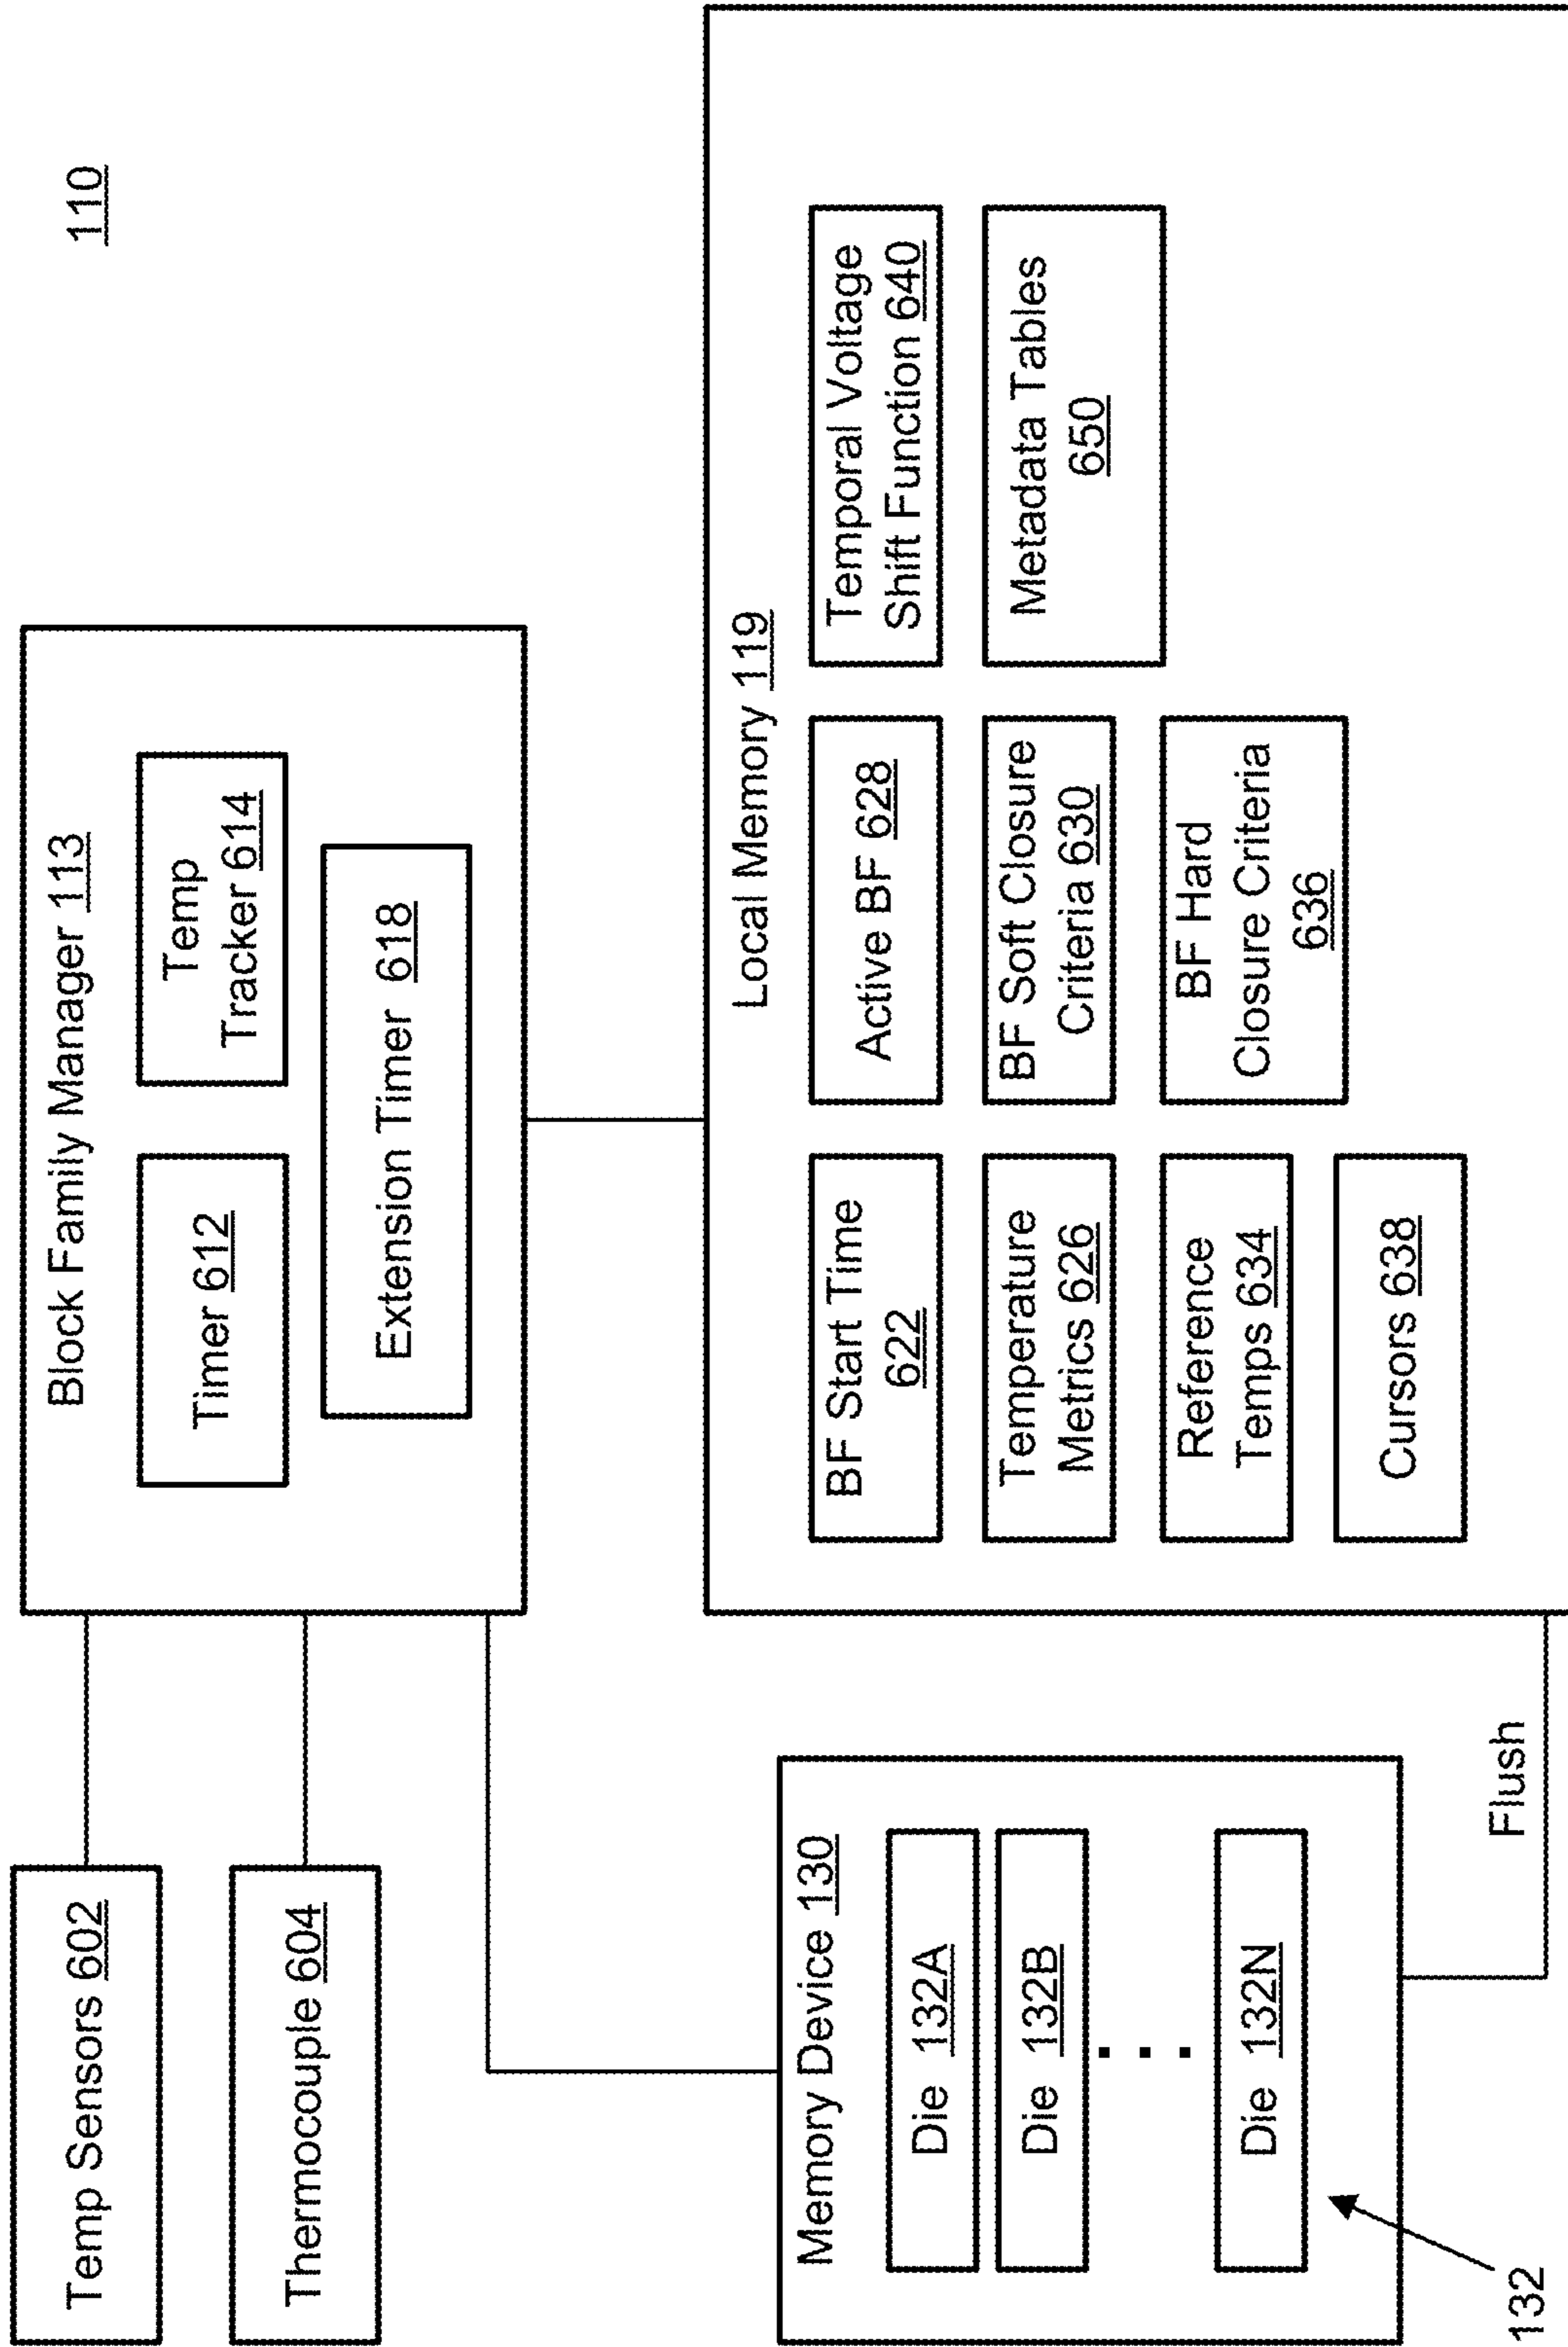 110
Temp Sensors 602
Thermocouple 604
Block Family Manager 113
Timer 612
Temp
Tracker 614
Extension Timer 618
Memory Device 130
Die 132A
Die 132B
Die 132N
132
Flush
Local Memory 119
BF Start Time
622
Active BF 628
Temporal Voltage
Shift Function 640
Temperature
Metrics 626
BF Soft Closure
Criteria 630
Metadata Tables
650
Reference
Temps 634
BF Hard
Closure Criteria
636
Cursors 638